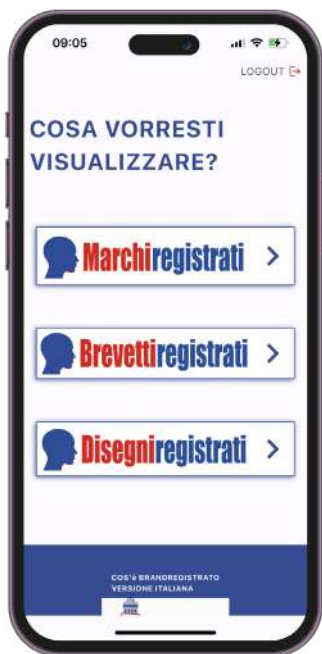 09:05
LOGOUT
COSA VORRESTI
VISUALIZZARE?
Marchiregistrati
Brevettiregistrati
Disegniregistrati
COS'è BRANDREGISTRATO
VERSIONE ITALIANA